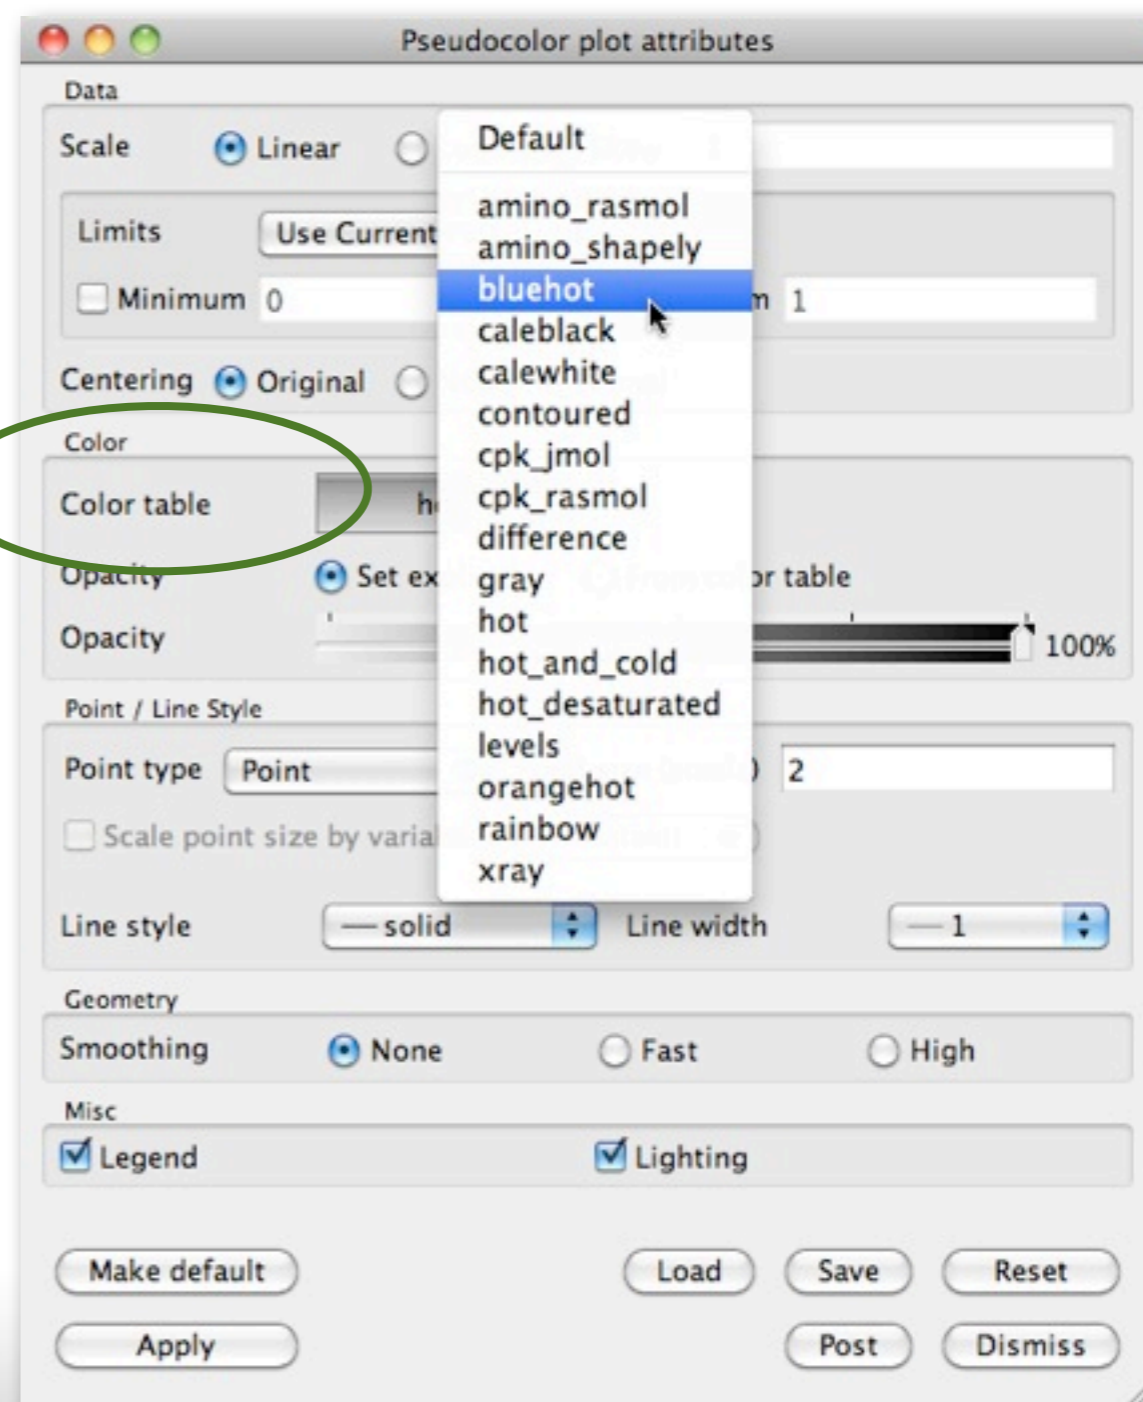 Pseudocolor plot attributes
Data
Scale Linear
Default
Limits Use Current
amino_rasmol
amino_shapely
Minimum 0 1
bluehot
caleblack
Centering Original
calewhite
contoured
Color
cpk_jmol
Color table
cpk_rasmol
difference
Opacity Set From color table
gray
hot
Opacity 100%
hot_and_cold
hot_desaturated
Point / Line Style
levels
Point type Point 2
orangehot
Scale point size by
rainbow
xray
Line style solid Line width 1
Geometry
Smoothing None Fast High
Misc
Legend Lighting
Make default Load Save Reset
Apply Post Dismiss